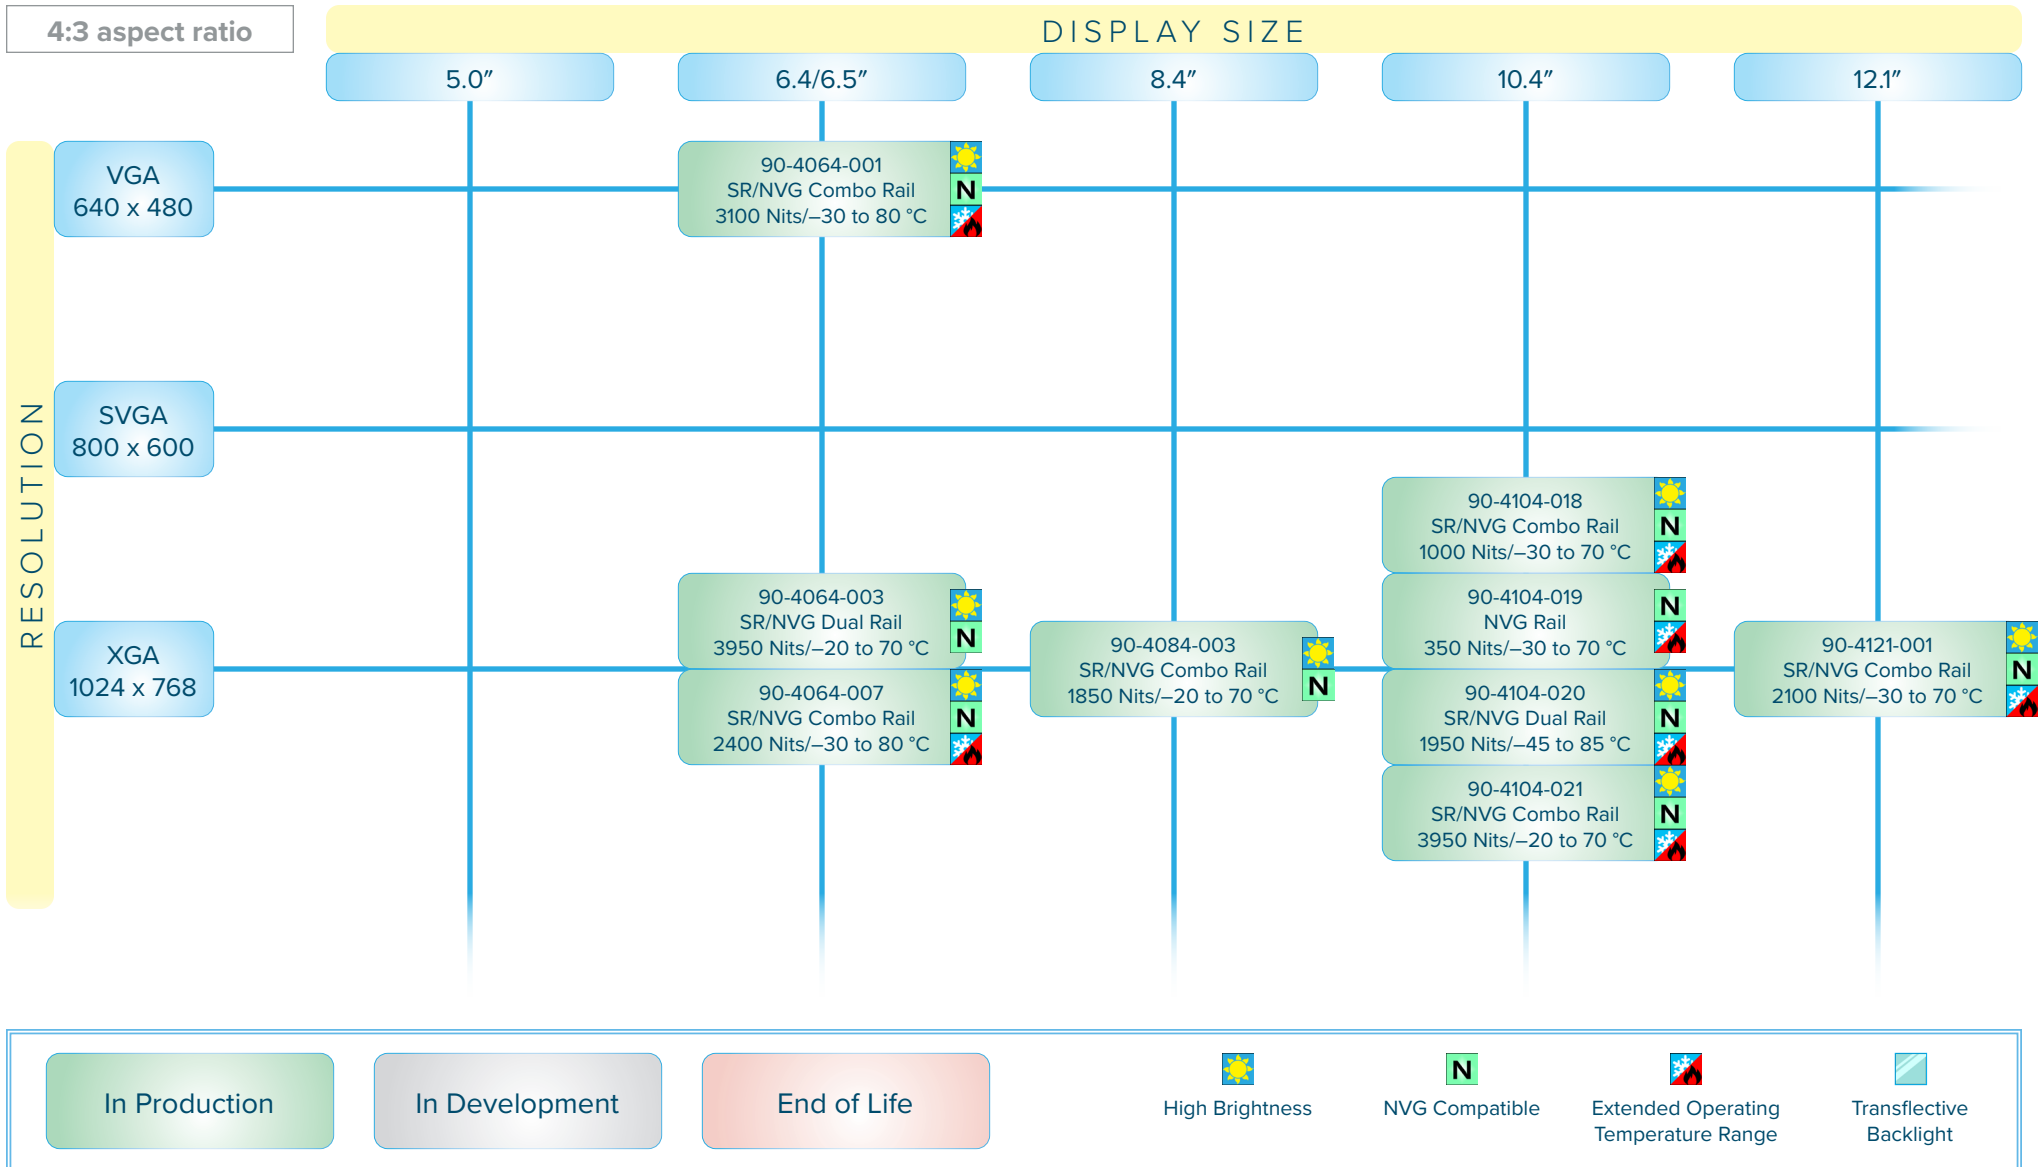 4:3 aspect ratio
DISPLAY SIZE
5.0″
6.4/6.5″
8.4″
10.4″
12.1″
RESOLUTION
VGA
640 x 480
90-4064-001
SR/NVG Combo Rail
3100 Nits/–30 to 80 °C
N
SVGA
800 x 600
XGA
1024 x 768
90-4064-003
SR/NVG Dual Rail
3950 Nits/–20 to 70 °C
N
90-4064-007
SR/NVG Combo Rail
2400 Nits/–30 to 80 °C
N
90-4084-003
SR/NVG Combo Rail
1850 Nits/–20 to 70 °C
N
90-4104-018
SR/NVG Combo Rail
1000 Nits/–30 to 70 °C
N
90-4104-019
NVG Rail
350 Nits/–30 to 70 °C
N
90-4104-020
SR/NVG Dual Rail
1950 Nits/–45 to 85 °C
N
90-4104-021
SR/NVG Combo Rail
3950 Nits/–20 to 70 °C
N
90-4121-001
SR/NVG Combo Rail
2100 Nits/–30 to 70 °C
N
In Production
In Development
End of Life
High Brightness
N
NVG Compatible
Extended Operating
Temperature Range
Transflective
Backlight